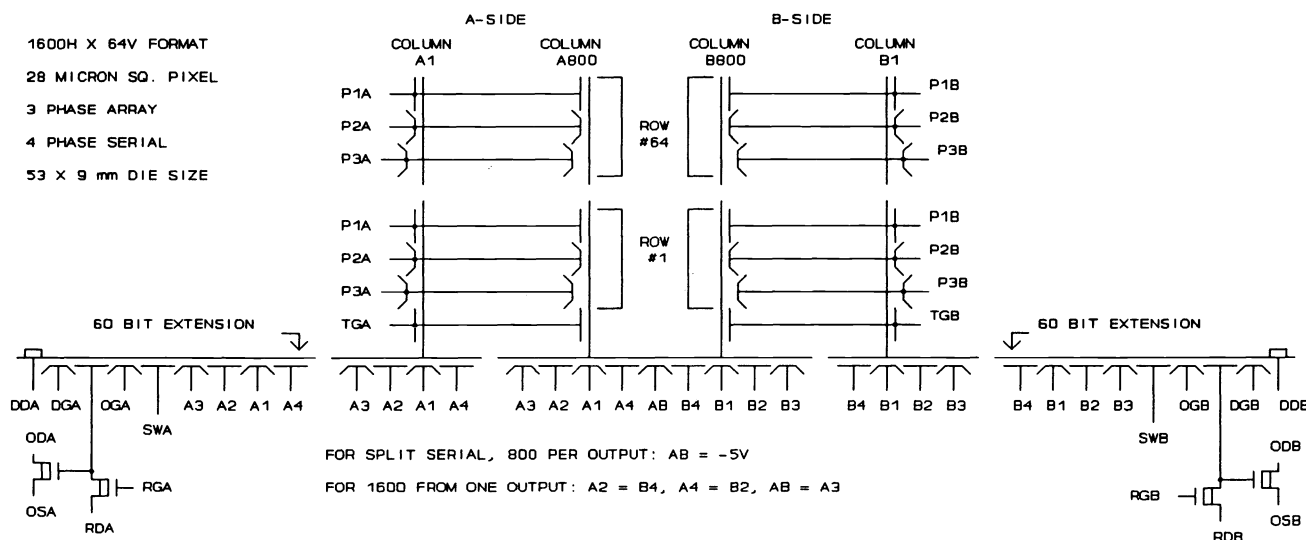 A-SIDE B-SIDE
1600H X 64V FORMAT
28 MICRON SQ. PIXEL
3 PHASE ARRAY
4 PHASE SERIAL
53 X 9 mm DIE SIZE
COLUMN A1
COLUMN A800
COLUMN B800
COLUMN B1
P1A P1B
P2A ROW #64 P2B
P3A P3B
P1A P1B
P2A ROW #1 P2B
P3A P3B
TGA TGB
60 BIT EXTENSION 60 BIT EXTENSION
DDA DGA OGA SWA A3 A2 A1 A4 A3 A2 A1 A4 A3 A2 A1 A4 AB B4 B1 B2 B3 B4 B1 B2 B3 B4 B1 B2 B3 SWB OGB DGB DDB
ODA ODB
FOR SPLIT SERIAL, 800 PER OUTPUT: AB = -5V
FOR 1600 FROM ONE OUTPUT: A2 = B4, A4 = B2, AB = A3
RGA RGB
OSA OSB
RDA RDB